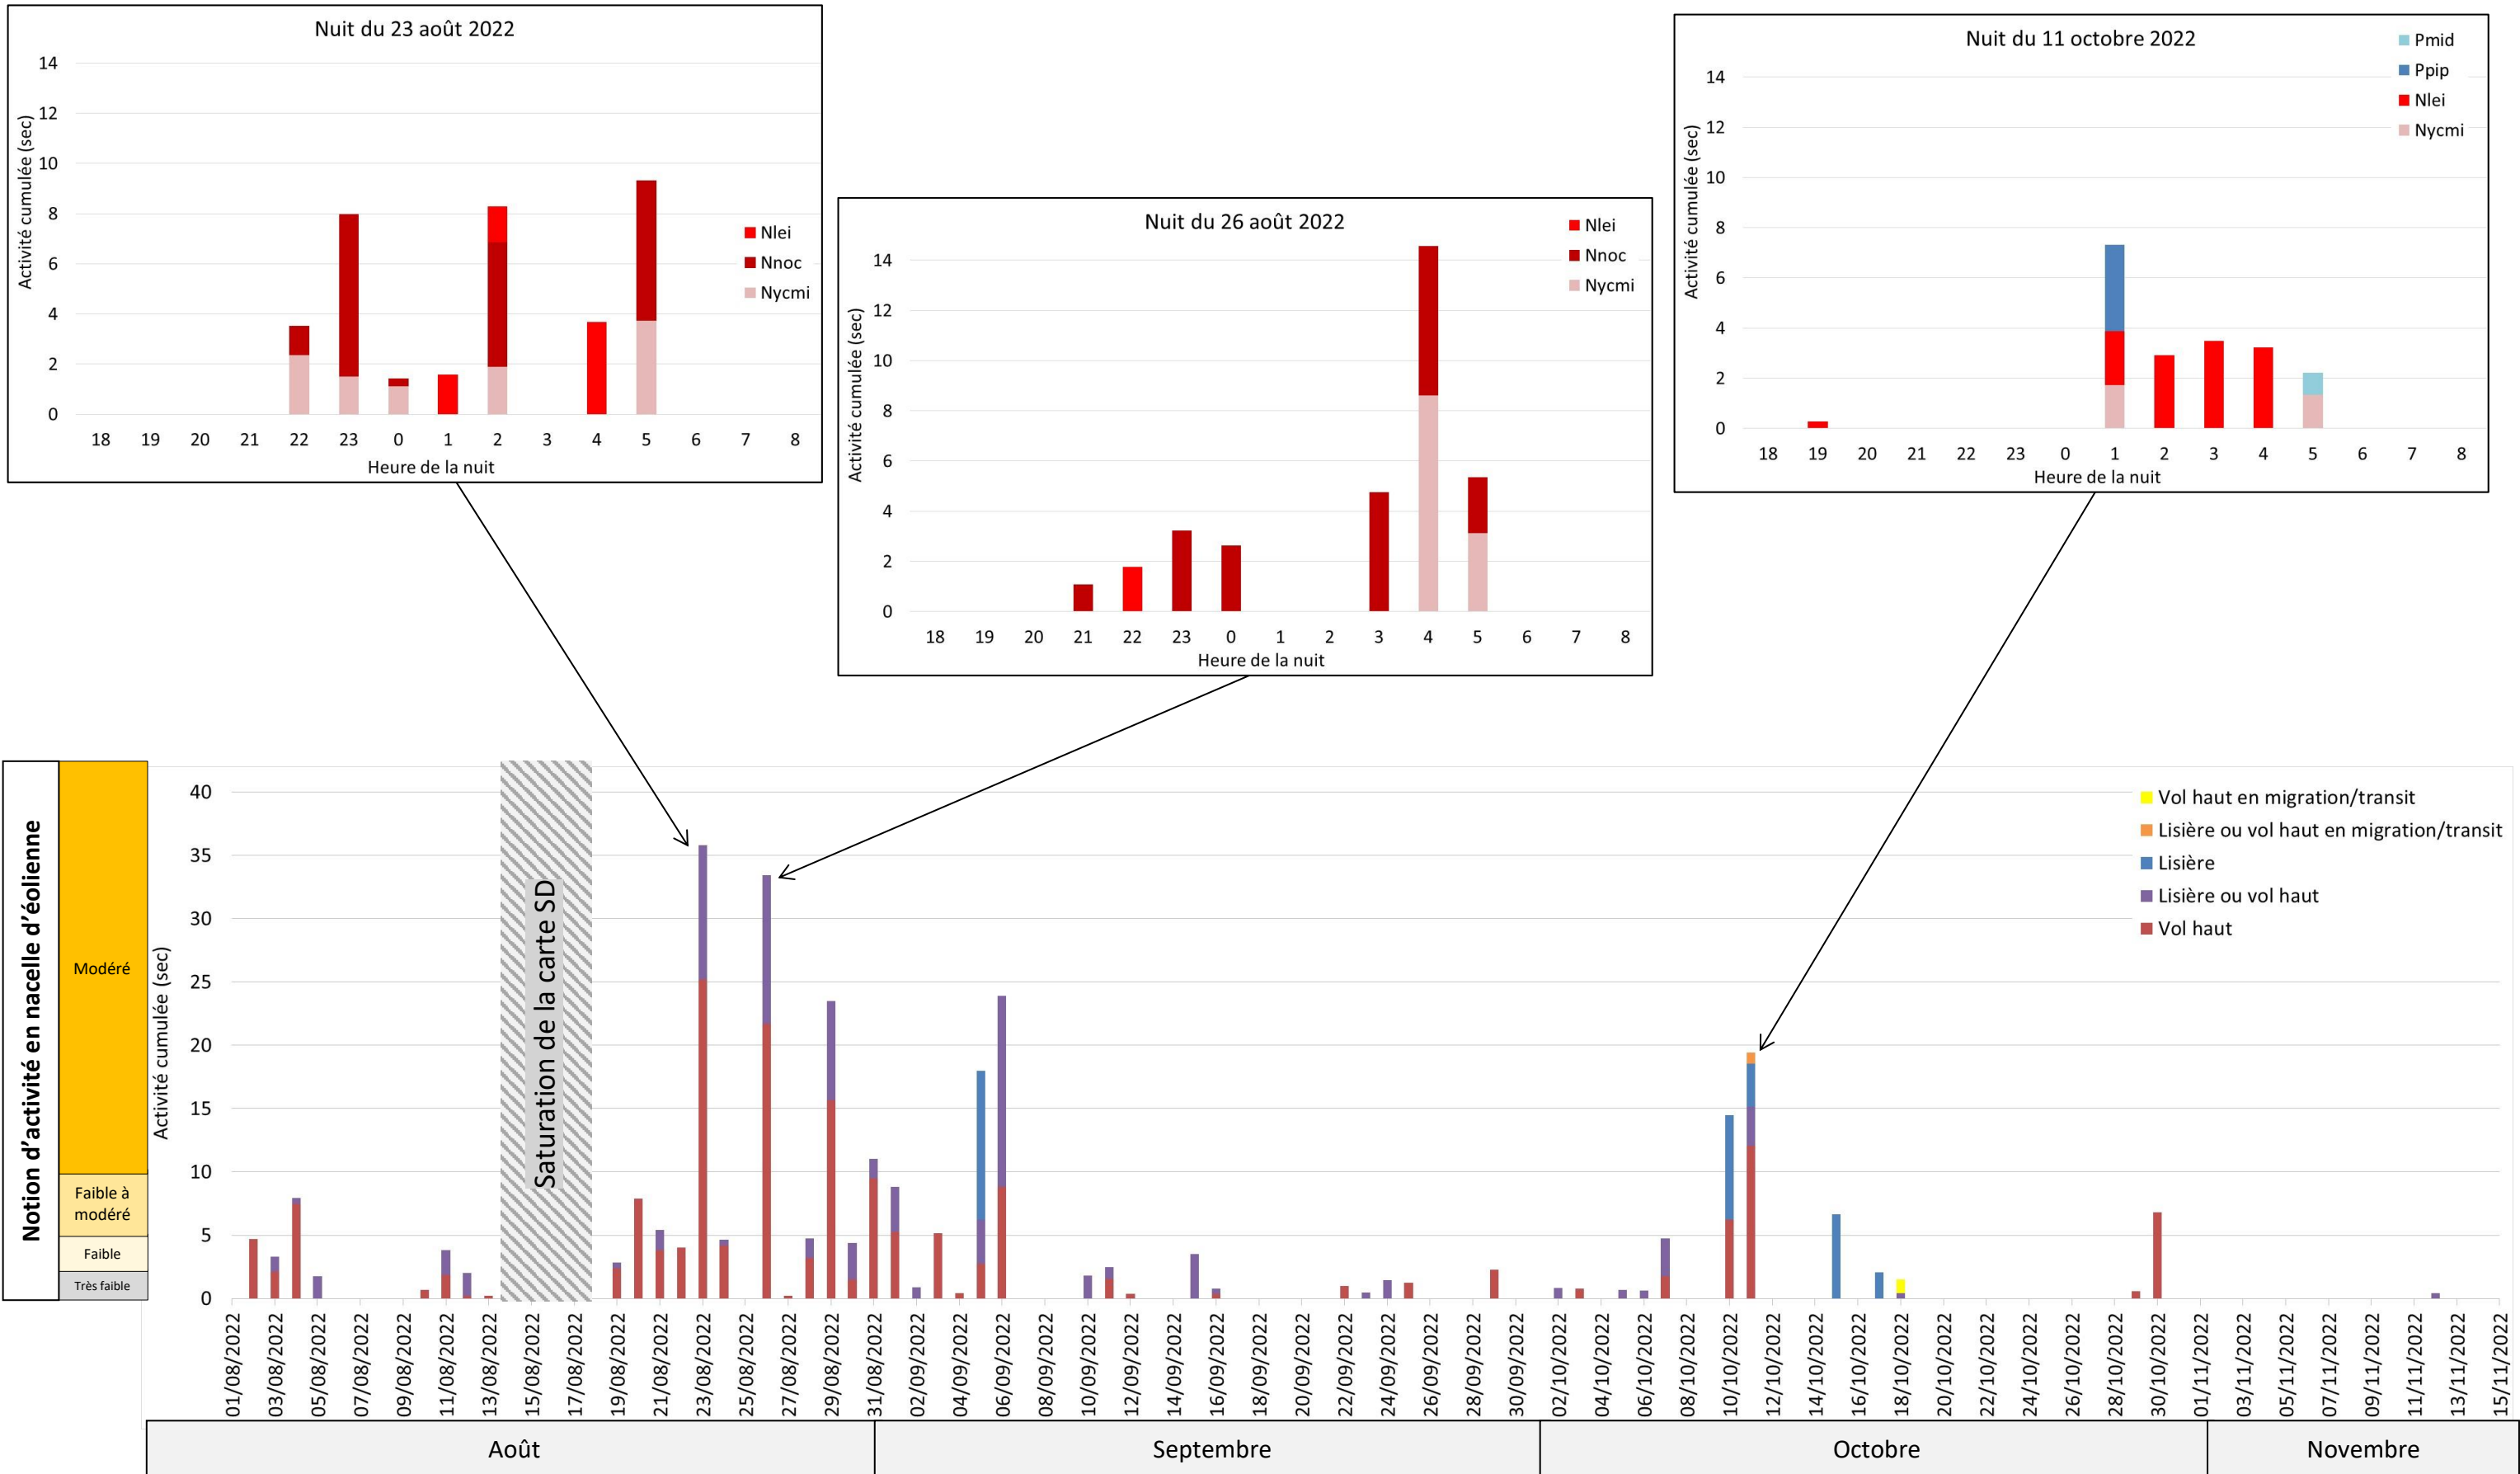 Nuit du 23 août 2022
Activité cumulée (sec)
14
12
10
8
6
4
2
0
Nlei
Nnoc
Nycmi
18 19 20 21 22 23 0 1 2 3 4 5 6 7 8
Heure de la nuit
Nuit du 26 août 2022
Activité cumulée (sec)
14
12
10
8
6
4
2
0
Nlei
Nnoc
Nycmi
18 19 20 21 22 23 0 1 2 3 4 5 6 7 8
Heure de la nuit
Nuit du 11 octobre 2022
Activité cumulée (sec)
14
12
10
8
6
4
2
0
Pmid
Ppip
Nlei
Nycmi
18 19 20 21 22 23 0 1 2 3 4 5 6 7 8
Heure de la nuit
Notion d'activité en nacelle d'éolienne
Modéré
Faible à
modéré
Faible
Très faible
Activité cumulée (sec)
40
35
30
25
20
15
10
5
0
Saturation de la carte SD
Vol haut en migration/transit
Lisière ou vol haut en migration/transit
Lisière
Lisière ou vol haut
Vol haut
01/08/2022
03/08/2022
05/08/2022
07/08/2022
09/08/2022
11/08/2022
13/08/2022
15/08/2022
17/08/2022
19/08/2022
21/08/2022
23/08/2022
25/08/2022
27/08/2022
29/08/2022
31/08/2022
02/09/2022
04/09/2022
06/09/2022
08/09/2022
10/09/2022
12/09/2022
14/09/2022
16/09/2022
18/09/2022
20/09/2022
22/09/2022
24/09/2022
26/09/2022
28/09/2022
30/09/2022
02/10/2022
04/10/2022
06/10/2022
08/10/2022
10/10/2022
12/10/2022
14/10/2022
16/10/2022
18/10/2022
20/10/2022
22/10/2022
24/10/2022
26/10/2022
28/10/2022
30/10/2022
01/11/2022
03/11/2022
05/11/2022
07/11/2022
09/11/2022
11/11/2022
13/11/2022
15/11/2022
Août
Septembre
Octobre
Novembre